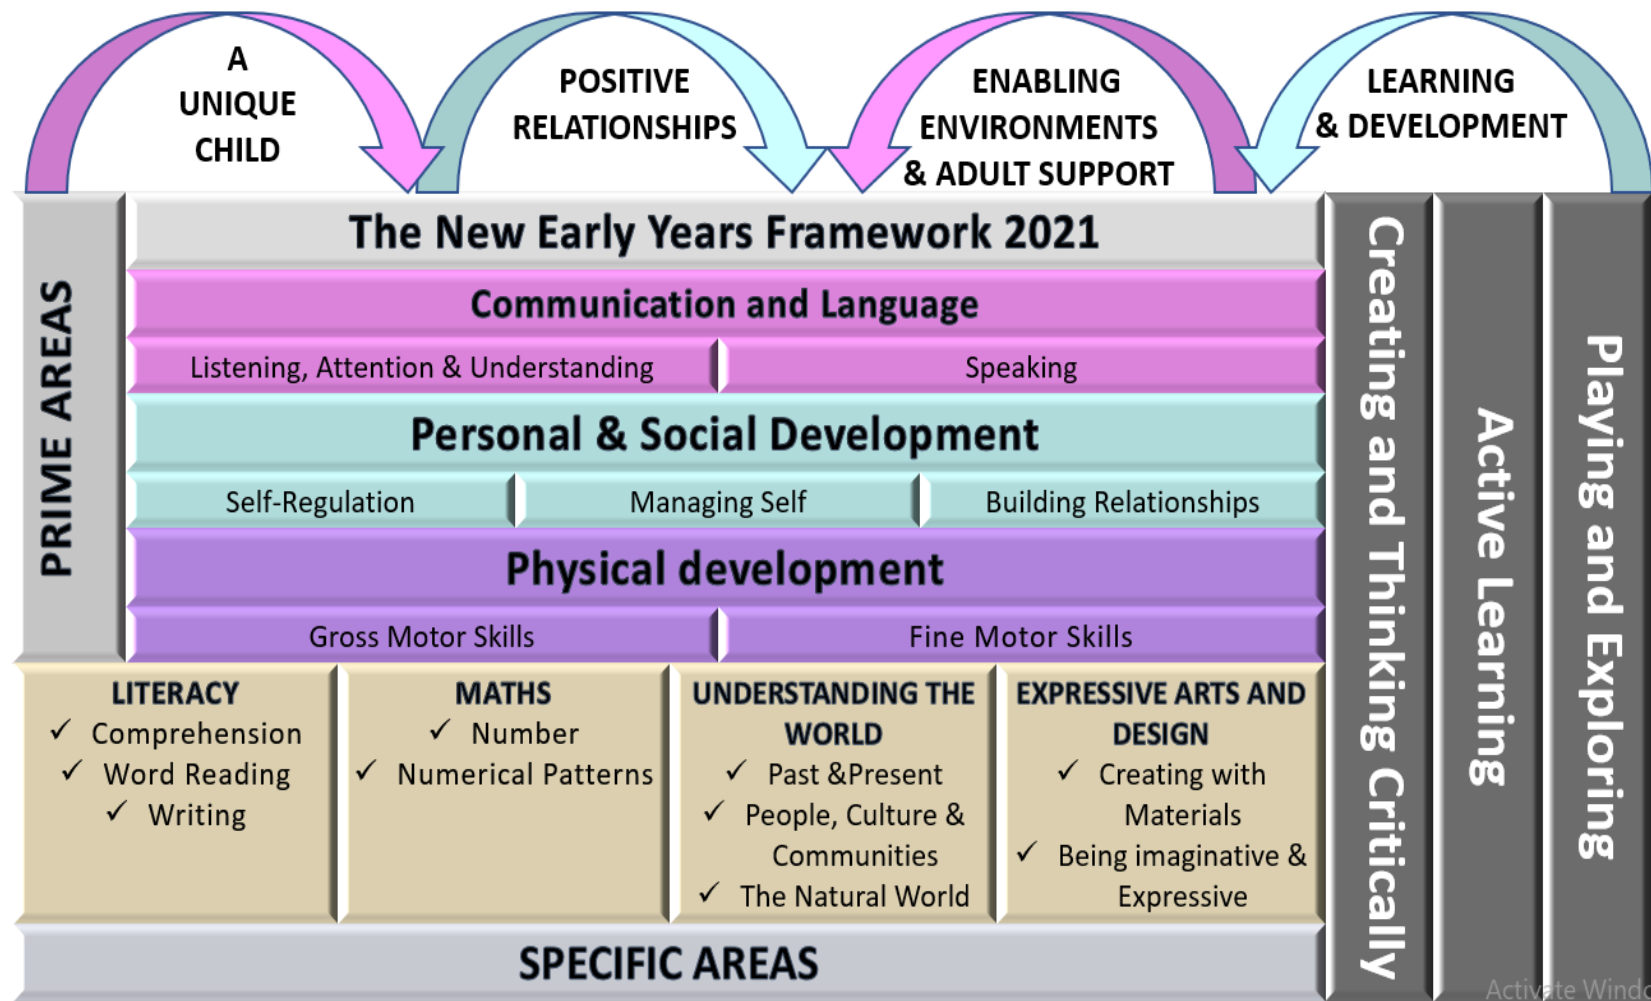 A
UNIQUE
CHILD
POSITIVE
RELATIONSHIPS
ENABLING
ENVIRONMENTS
& ADULT SUPPORT
LEARNING
& DEVELOPMENT
PRIME AREAS
The New Early Years Framework 2021
Communication and Language
Listening, Attention & Understanding
Speaking
Personal & Social Development
Self-Regulation
Managing Self
Building Relationships
Physical development
Gross Motor Skills
Fine Motor Skills
LITERACY
✓ Comprehension
✓ Word Reading
✓ Writing
MATHS
✓ Number
✓ Numerical Patterns
UNDERSTANDING THE
WORLD
✓ Past &Present
✓ People, Culture &
Communities
✓ The Natural World
EXPRESSIVE ARTS AND
DESIGN
✓ Creating with
Materials
✓ Being imaginative &
Expressive
SPECIFIC AREAS
Creating and Thinking Critically
Active Learning
Playing and Exploring
Activate Windo